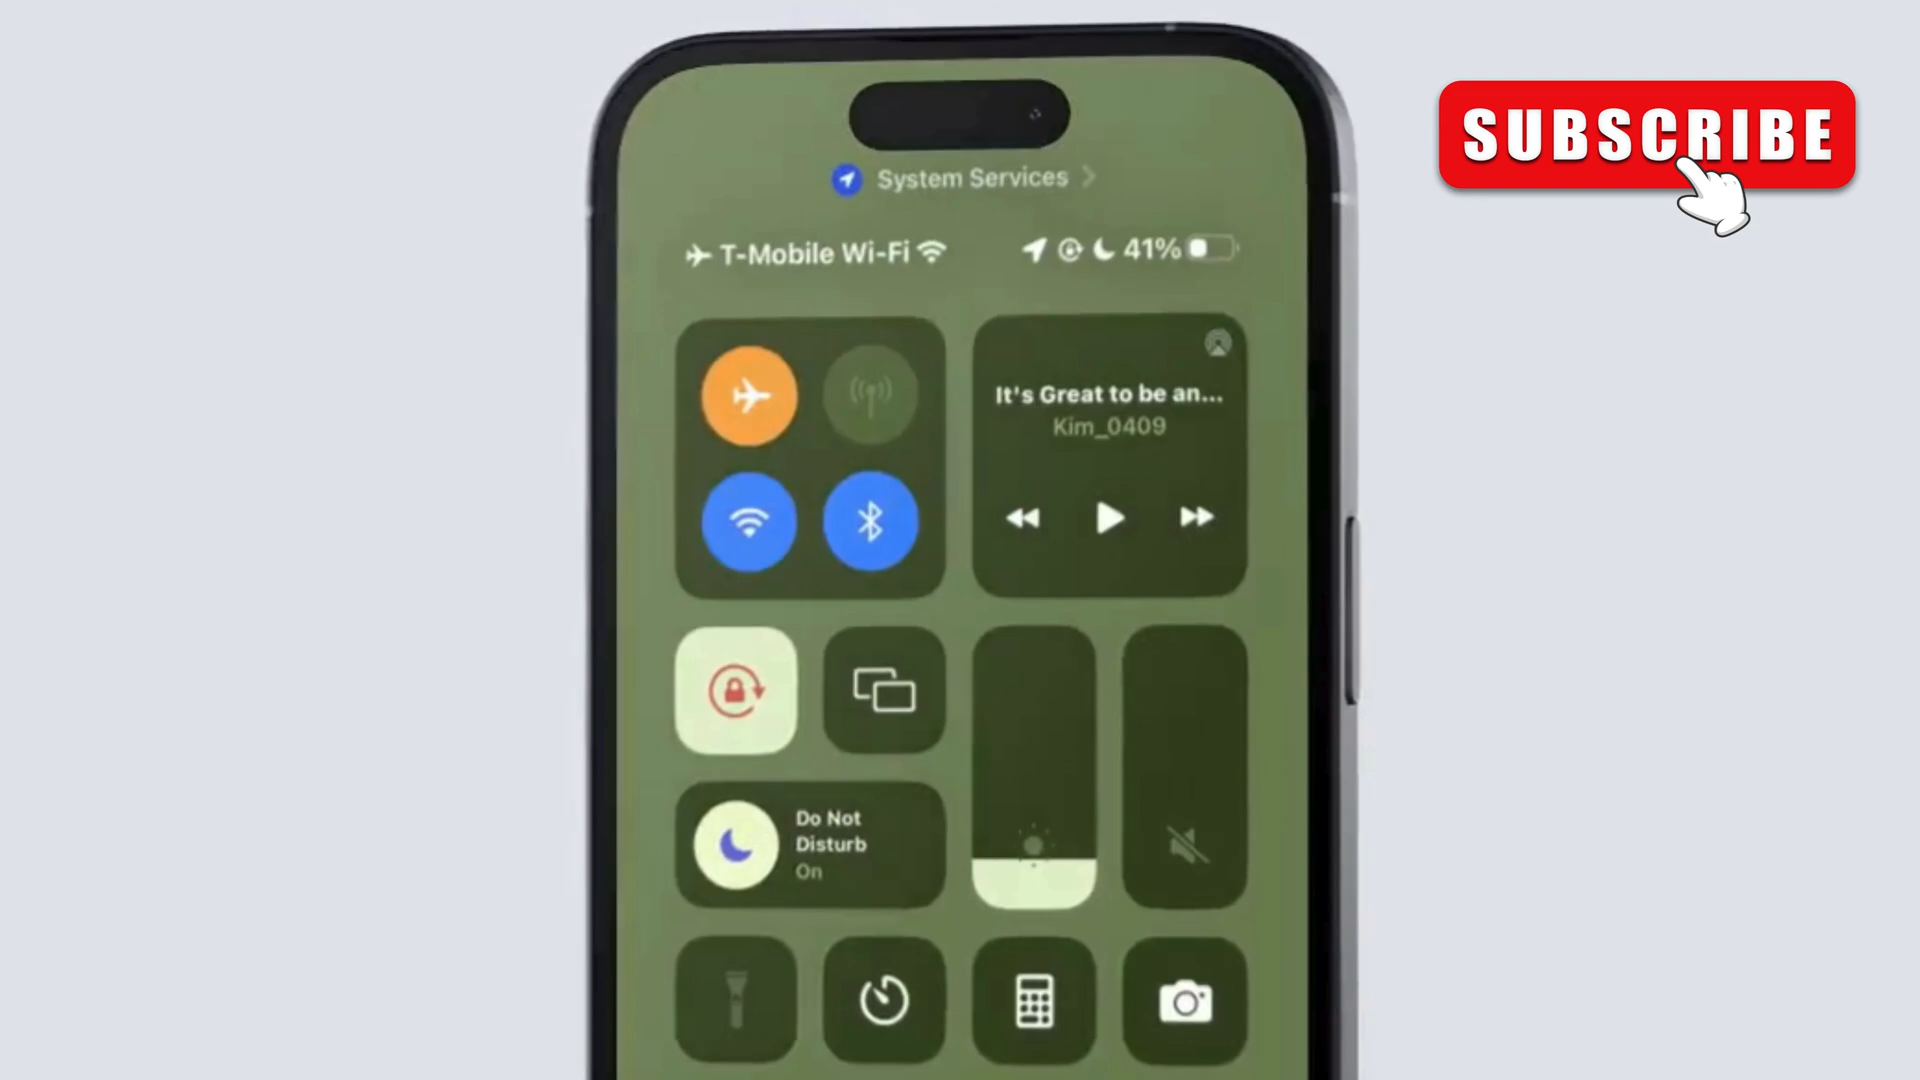 SUBSCRIBE
System Services
T-Mobile Wi-Fi
41%
It's Great to be an...
Kim_0409
Do Not
Disturb
On